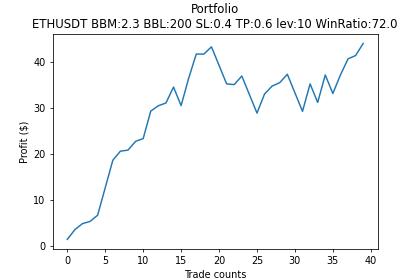 Portfolio
ETHUSDT BBM:2.3 BBL:200 SL:0.4 TP:0.6 lev:10 WinRatio:72.0
Profit ($)
40
30
20
10
0
0 5 10 15 20 25 30 35 40
Trade counts